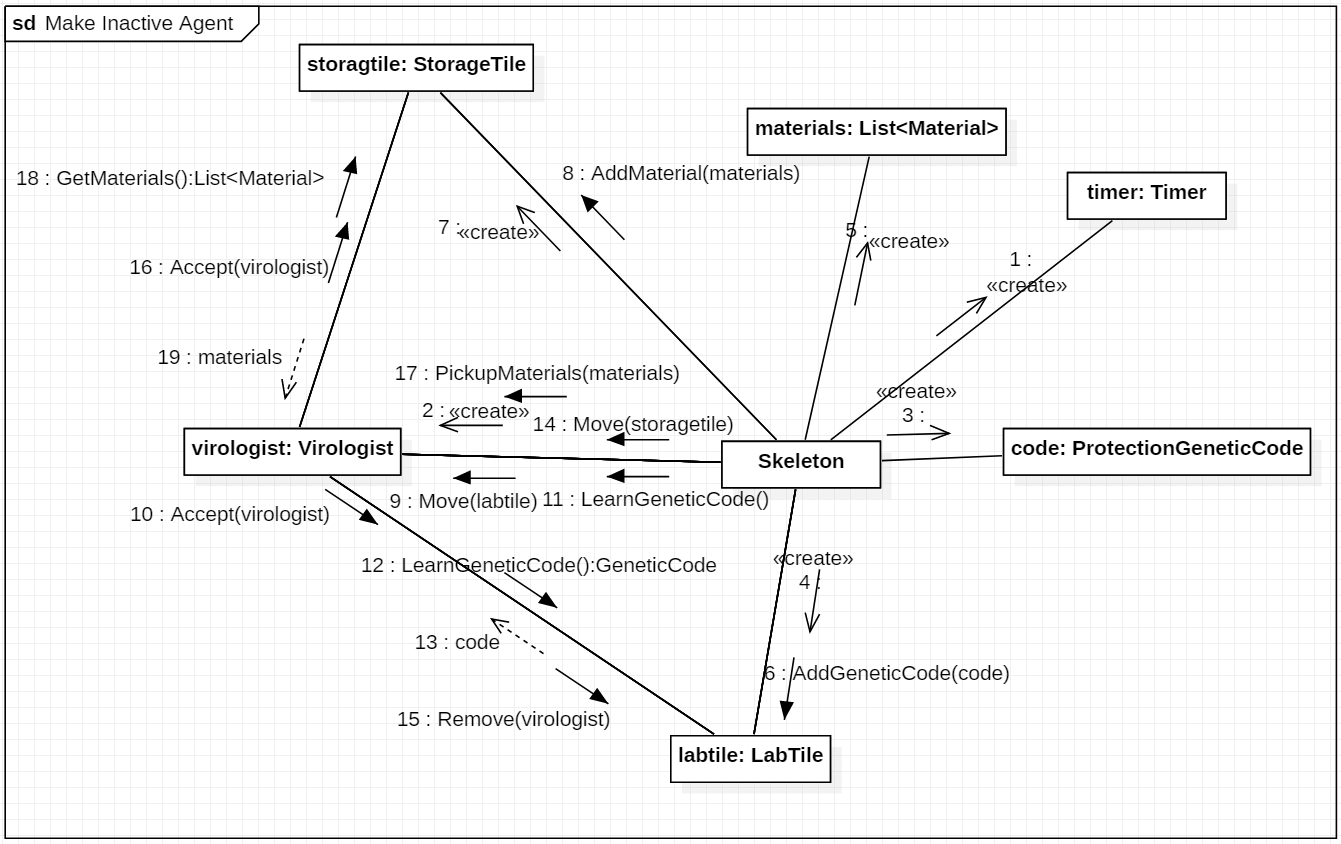 sd Make Inactive Agent
storagtile: StorageTile
materials: List<Material>
8 : AddMaterial(materials)
18 : GetMaterials():List<Material>
timer: Timer
7 : «create»
5 : «create»
1 :
«create»
16 : Accept(virologist)
19 : materials
17 : PickupMaterials(materials)
«create»
3 :
2 : «create»
14 : Move(storagetile)
virologist: Virologist
Skeleton
code: ProtectionGeneticCode
9 : Move(labtile)
11 : LearnGeneticCode()
10 : Accept(virologist)
12 : LearnGeneticCode():GeneticCode
«create»
4 :
13 : code
6 : AddGeneticCode(code)
15 : Remove(virologist)
labtile: LabTile